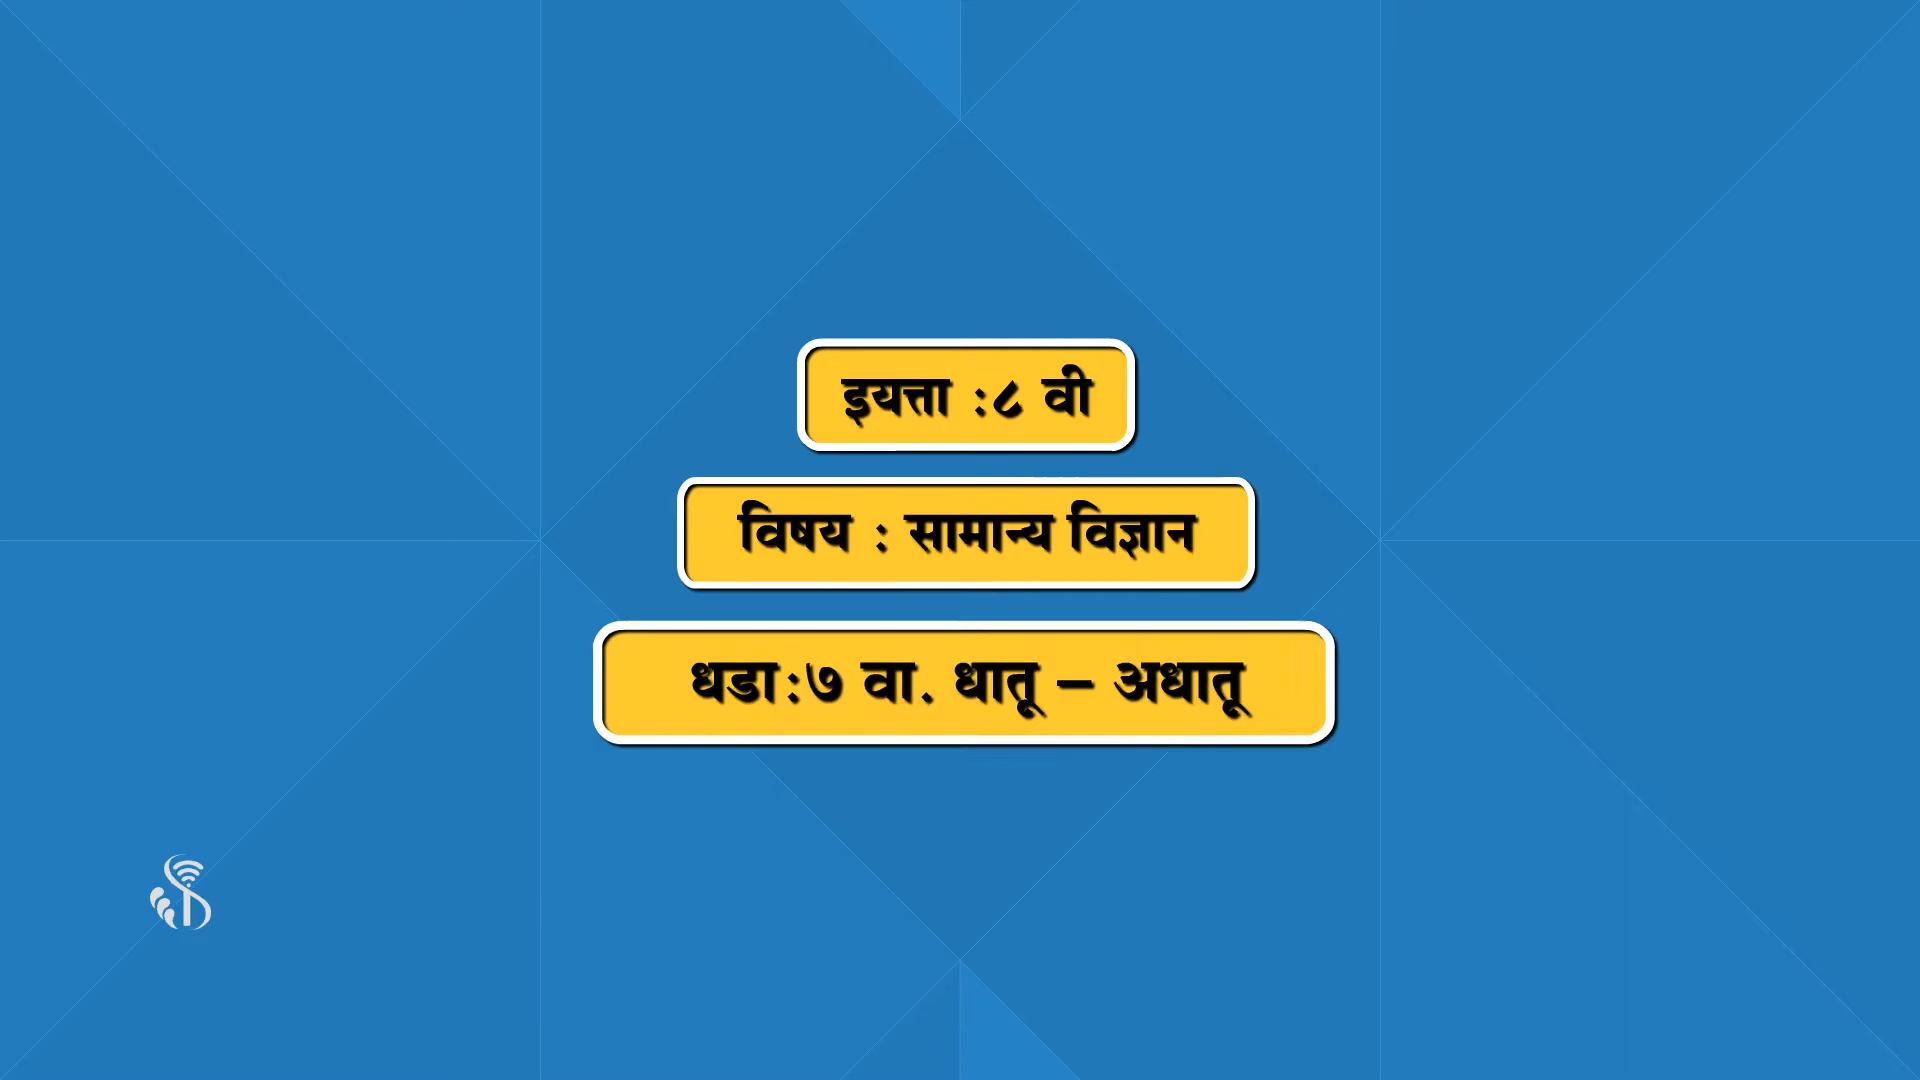 इयत्ता :८ वी
विषय : सामान्य विज्ञान
धडा:७ वा. धातू – अधातू